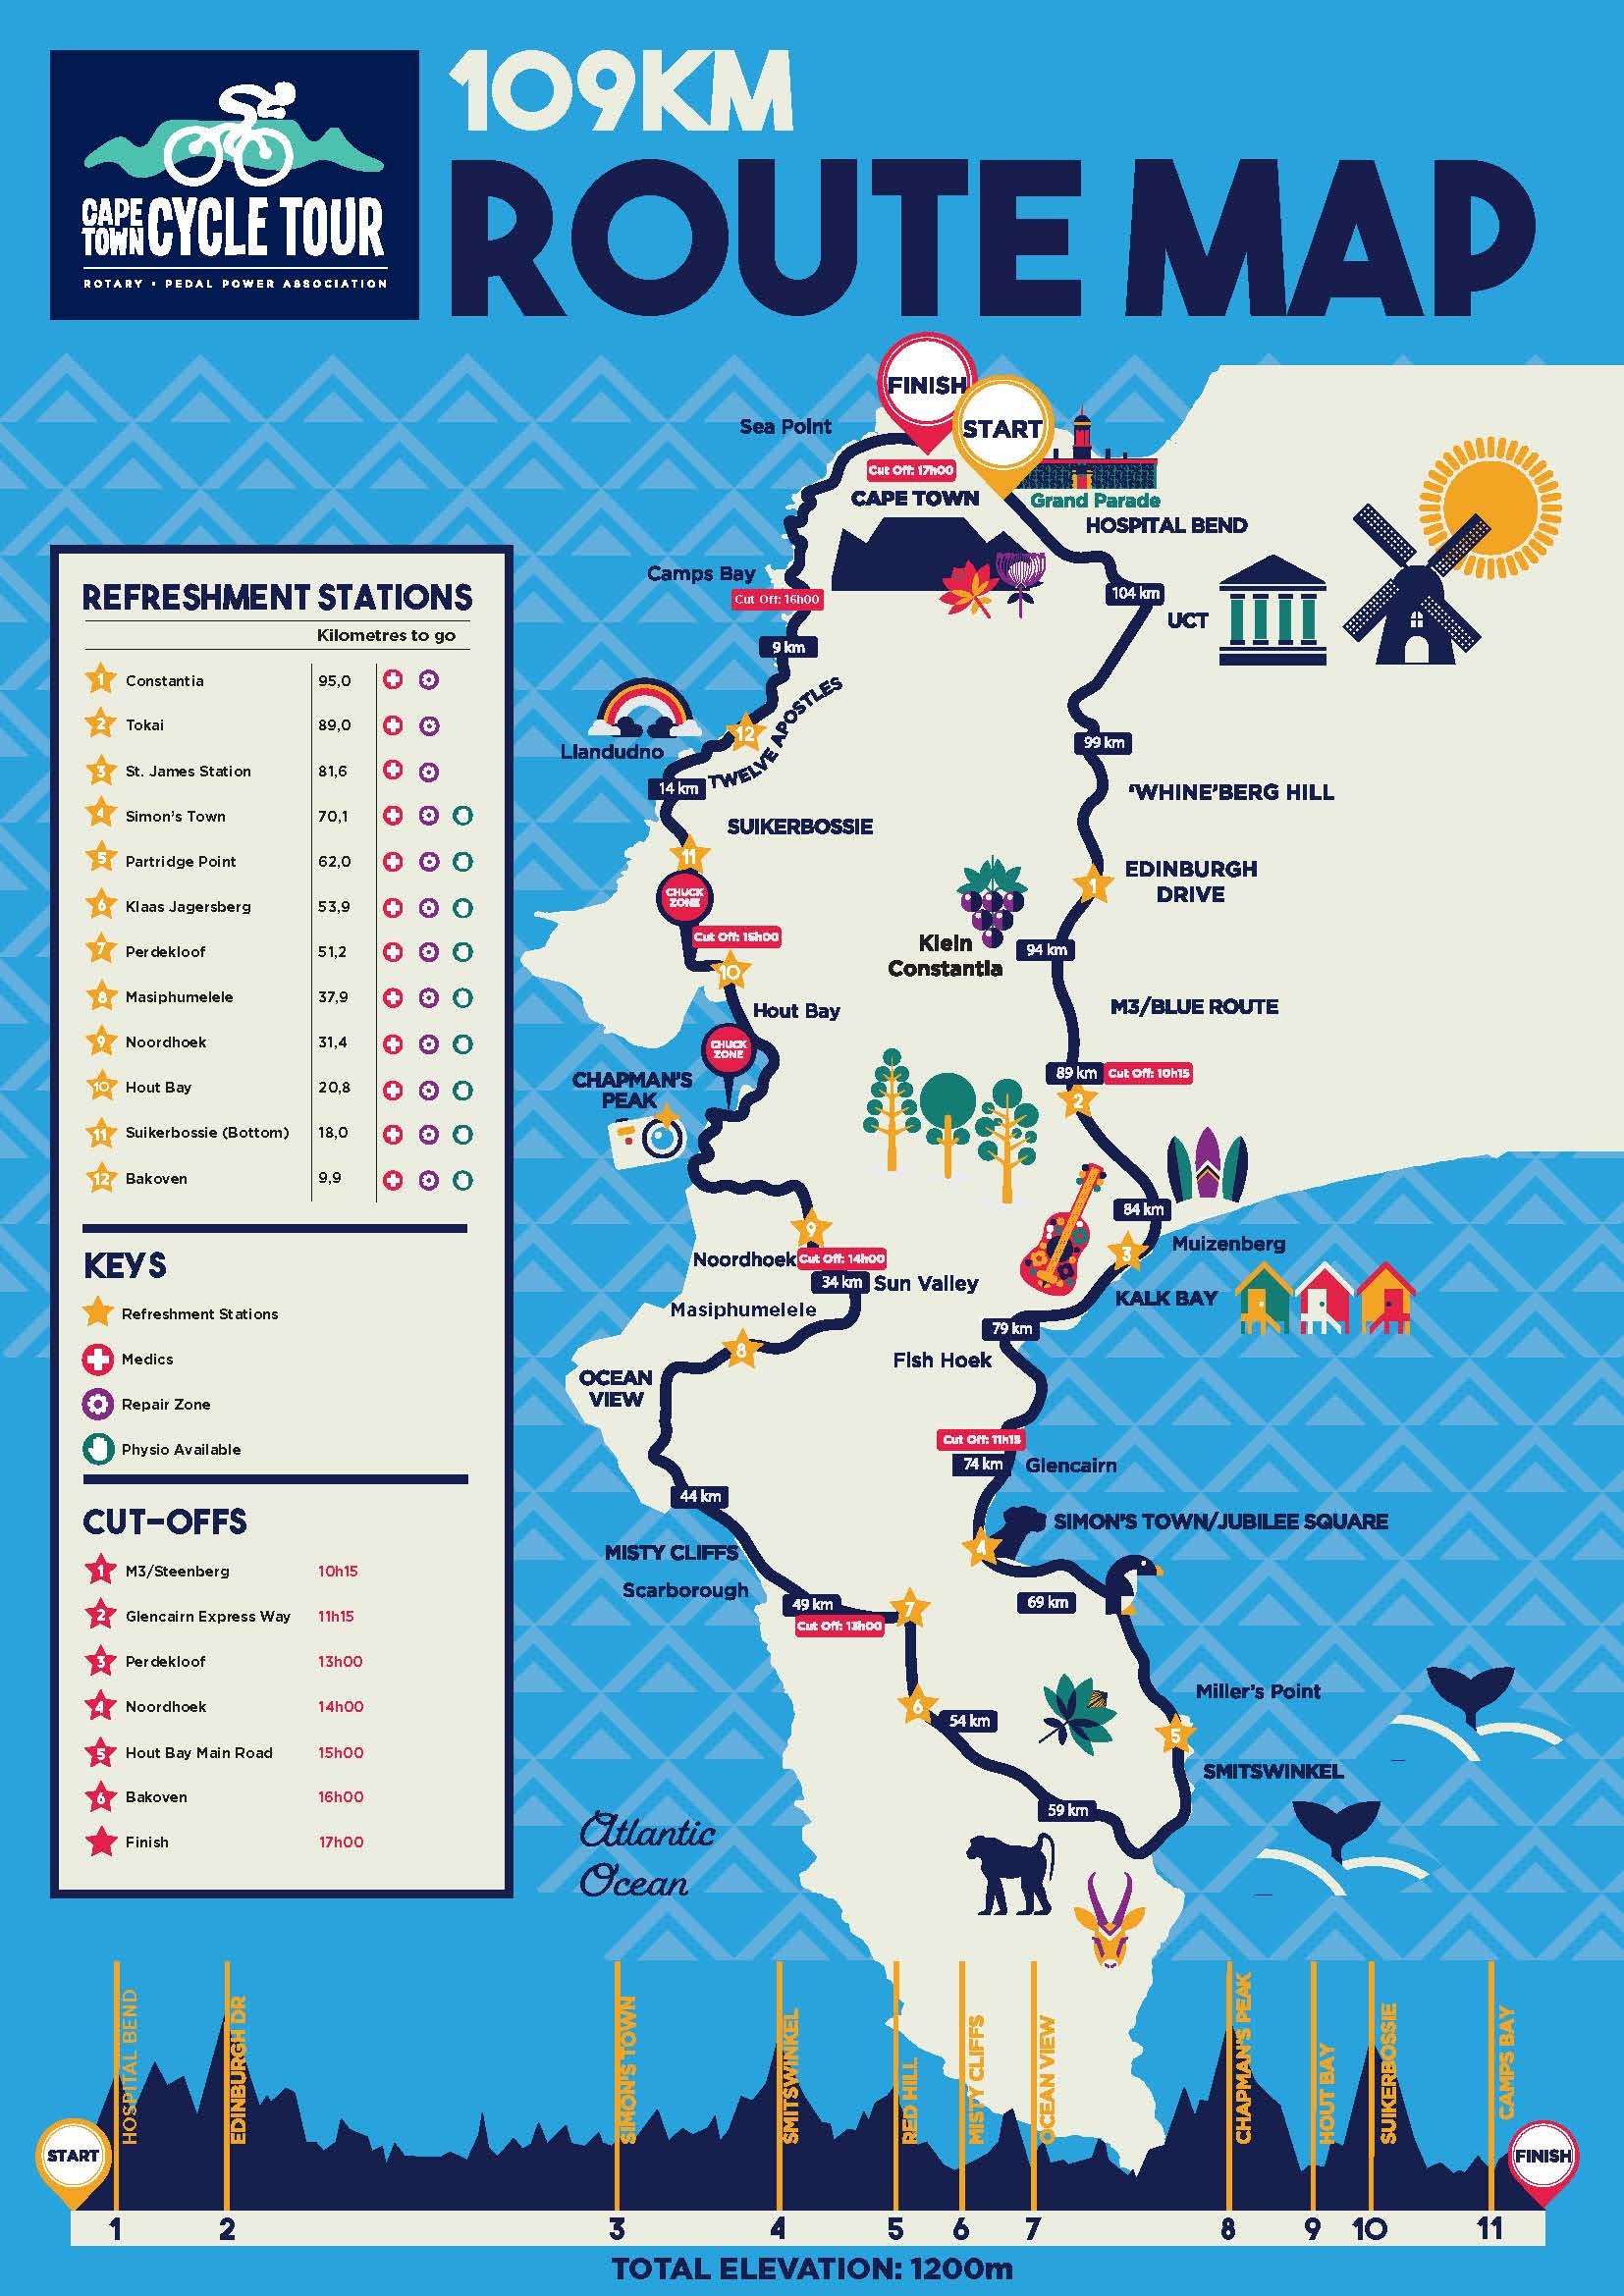 109KM
ROUTE MAP
CAPE TOWN CYCLE TOUR
ROTARY • PEDAL POWER ASSOCIATION
FINISH
START
Sea Point
Cut Off: 17h00
CAPE TOWN
Grand Parade
HOSPITAL BEND
Camps Bay
Cut Off: 16h00
104 km
UCT
9 km
TWELVE APOSTLES
12
Llandudno
14 km
99 km
'WHINE'BERG HILL
SUIKERBOSSIE
11
CHUCK
ZONE
1
EDINBURGH
DRIVE
Cut Off: 15h00
Klein
Constantia
94 km
10
Hout Bay
M3/BLUE ROUTE
CHUCK
ZONE
CHAPMAN'S
PEAK
89 km
Cut Off: 10h15
2
84 km
9
3
Muizenberg
Noordhoek
Cut Off: 14h00
34 km
Sun Valley
KALK BAY
Masiphumelele
79 km
8
Fish Hoek
OCEAN
VIEW
Cut Off: 11h15
74 km
Glencairn
44 km
SIMON'S TOWN/JUBILEE SQUARE
4
MISTY CLIFFS
Scarborough
49 km
Cut Off: 13h00
7
69 km
Miller's Point
6
54 km
5
SMITSWINKEL
59 km
Atlantic
Ocean
REFRESHMENT STATIONS
Kilometres to go
1 Constantia 95,0
2 Tokai 89,0
3 St. James Station 81,6
4 Simon's Town 70,1
5 Partridge Point 62,0
6 Klaas Jagersberg 53,9
7 Perdekloof 51,2
8 Masiphumelele 37,9
9 Noordhoek 31,4
10 Hout Bay 20,8
11 Suikerbossie (Bottom) 18,0
12 Bakoven 9,9
KEYS
Refreshment Stations
Medics
Repair Zone
Physio Available
CUT-OFFS
1 M3/Steenberg 10h15
2 Glencairn Express Way 11h15
3 Perdekloof 13h00
4 Noordhoek 14h00
5 Hout Bay Main Road 15h00
6 Bakoven 16h00
Finish 17h00
START
HOSPITAL BEND
EDINBURGH DR
SIMON'S TOWN
SMITSWINKEL
RED HILL
MISTY CLIFFS
OCEAN VIEW
CHAPMAN'S PEAK
HOUT BAY
SUIKERBOSSIE
CAMPS BAY
FINISH
1 2 3 4 5 6 7 8 9 10 11
TOTAL ELEVATION: 1200m